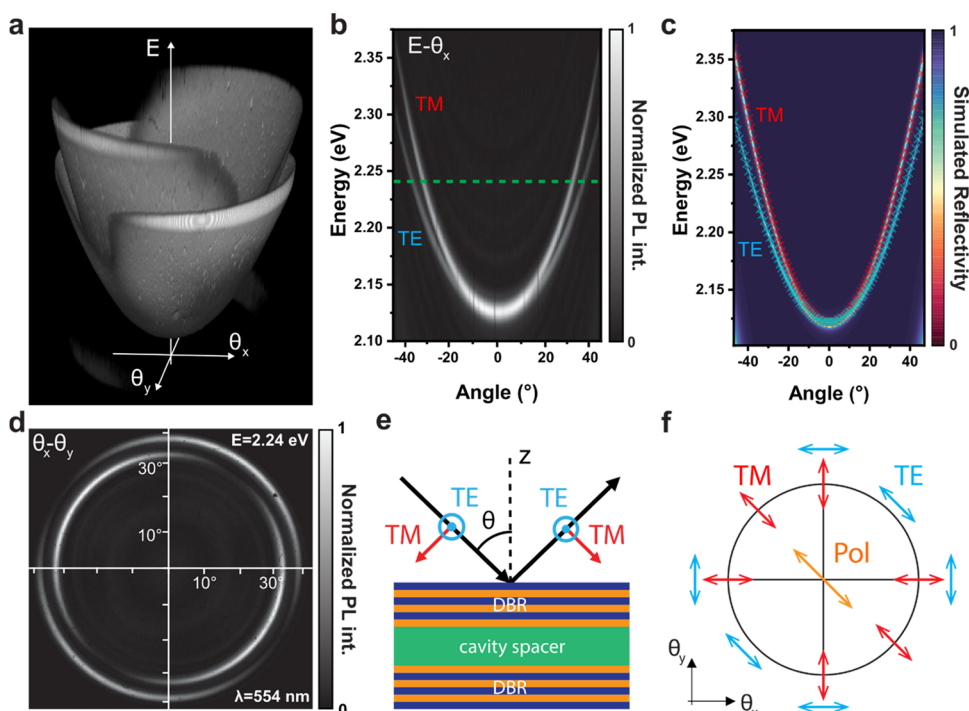 a
E
θx
θy
b
E-θx
TM
TE
Energy (eV)
2.35
2.30
2.25
2.20
2.15
2.10
-40 -20 0 20 40
Angle (°)
1
0
Normalized PL int.
c
TM
TE
Energy (eV)
2.35
2.30
2.25
2.20
2.15
-40 -20 0 20 40
Angle (°)
1
0
Simulated Reflectivity
d
θx-θy
E=2.24 eV
30°
10°
10° 30°
λ=554 nm
1
0
Normalized PL int.
e
z
TE
TM
θ
TE
TM
DBR
cavity spacer
DBR
f
TM
TE
Pol
θy